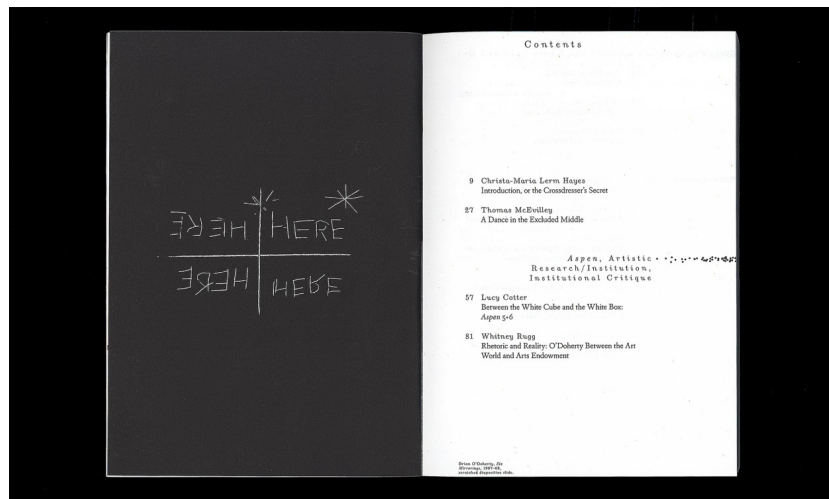 HERE HERE
HERE HERE
Contents
9 Christa-Maria Lerm Hayes
Introduction, or the Crossdresser's Secret
27 Thomas McEvilley
A Dance in the Excluded Middle
Aspen, Artistic
Research/Institution,
Institutional Critique
57 Lucy Cotter
Between the White Cube and the White Box:
Aspen 5+6
81 Whitney Rugg
Rhetoric and Reality: O'Doherty Between the Art
World and Arts Endowment
Brian O'Doherty,
scratched diapositive slide.